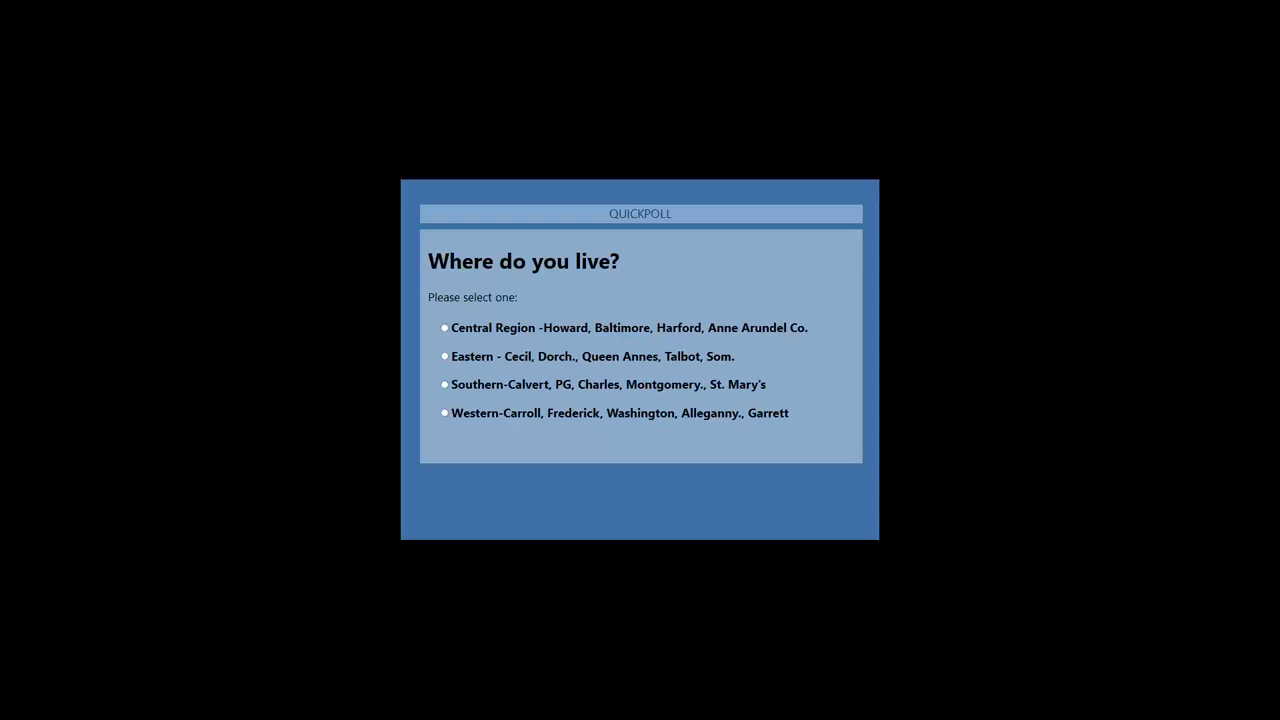 QUICKPOLL
Where do you live?
Please select one:
Central Region -Howard, Baltimore, Harford, Anne Arundel Co.
Eastern - Cecil, Dorch., Queen Annes, Talbot, Som.
Southern-Calvert, PG, Charles, Montgomery., St. Mary's
Western-Carroll, Frederick, Washington, Alleganny., Garrett